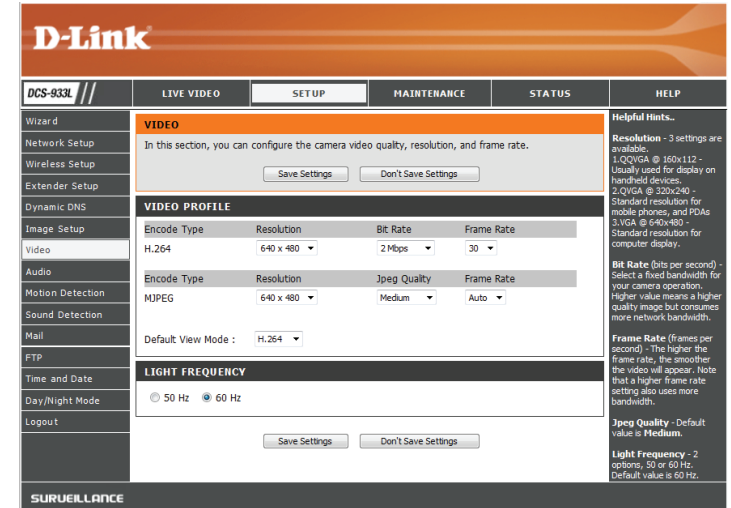 D-Link
DCS-933L //
LIVE VIDEO
SETUP
MAINTENANCE
STATUS
HELP
Wizard
Network Setup
Wireless Setup
Extender Setup
Dynamic DNS
Image Setup
Video
Audio
Motion Detection
Sound Detection
Mail
FTP
Time and Date
Day/Night Mode
Logout
VIDEO
In this section, you can configure the camera video quality, resolution, and frame rate.
Save Settings Don't Save Settings
VIDEO PROFILE
Encode Type Resolution Bit Rate Frame Rate
H.264 640 x 480 2 Mbps 30
Encode Type Resolution Jpeg Quality Frame Rate
MJPEG 640 x 480 Medium Auto
Default View Mode : H.264
LIGHT FREQUENCY
50 Hz 60 Hz
Save Settings Don't Save Settings
Helpful Hints..
Resolution - 3 settings are
available.
1.QQVGA @ 160x112 -
Usually used for display on
handheld devices.
2.QVGA @ 320x240 -
Standard resolution for
mobile phones, and PDAs
3.VGA @ 640x480 -
Standard resolution for
computer display.
Bit Rate (bits per second) -
Select a fixed bandwidth for
your camera operation.
Higher value means a higher
quality image but consumes
more network bandwidth.
Frame Rate (frames per
second) - The higher the
frame rate, the smoother
the video will appear. Note
that a higher frame rate
setting also uses more
bandwidth.
Jpeg Quality - Default
value is Medium.
Light Frequency - 2
options, 50 or 60 Hz.
Default value is 60 Hz.
SURVEILLANCE